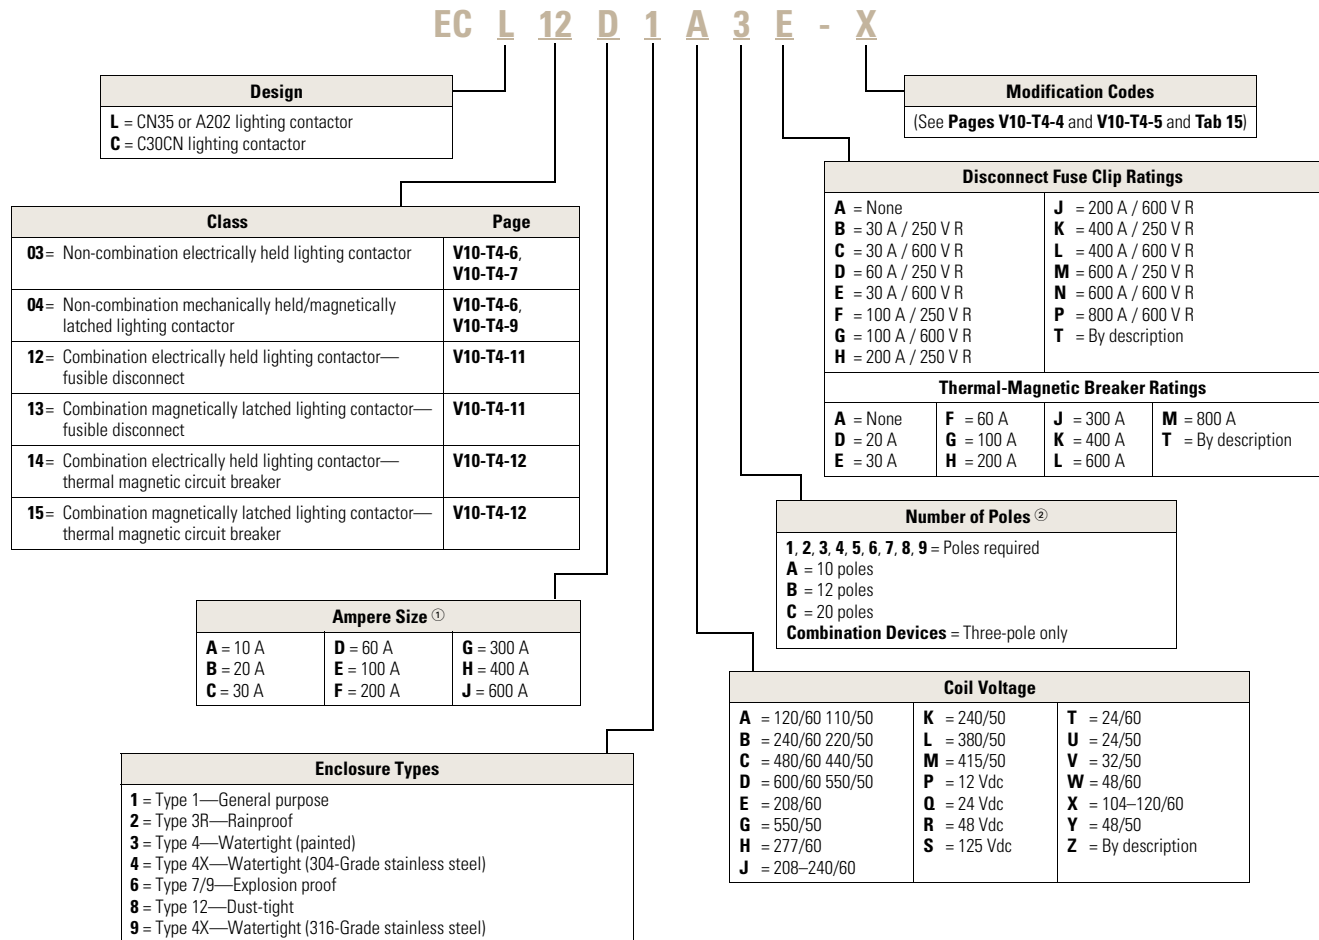 EC L 12 D 1 A 3 E - X
Design
L = CN35 or A202 lighting contactor
C = C30CN lighting contactor
Modification Codes
(See Pages V10-T4-4 and V10-T4-5 and Tab 15)
Class Page
03 = Non-combination electrically held lighting contactor V10-T4-6,
V10-T4-7
04 = Non-combination mechanically held/magnetically V10-T4-6,
latched lighting contactor V10-T4-9
12 = Combination electrically held lighting contactor— V10-T4-11
fusible disconnect
13 = Combination magnetically latched lighting contactor— V10-T4-11
fusible disconnect
14 = Combination electrically held lighting contactor— V10-T4-12
thermal magnetic circuit breaker
15 = Combination magnetically latched lighting contactor— V10-T4-12
thermal magnetic circuit breaker
Disconnect Fuse Clip Ratings
A = None
B = 30 A / 250 V R
C = 30 A / 600 V R
D = 60 A / 250 V R
E = 30 A / 600 V R
F = 100 A / 250 V R
G = 100 A / 600 V R
H = 200 A / 250 V R
J = 200 A / 600 V R
K = 400 A / 250 V R
L = 400 A / 600 V R
M = 600 A / 250 V R
N = 600 A / 600 V R
P = 800 A / 600 V R
T = By description
Thermal-Magnetic Breaker Ratings
A = None
D = 20 A
E = 30 A
F = 60 A
G = 100 A
H = 200 A
J = 300 A
K = 400 A
L = 600 A
M = 800 A
T = By description
Number of Poles ②
1, 2, 3, 4, 5, 6, 7, 8, 9 = Poles required
A = 10 poles
B = 12 poles
C = 20 poles
Combination Devices = Three-pole only
Ampere Size ①
A = 10 A
B = 20 A
C = 30 A
D = 60 A
E = 100 A
F = 200 A
G = 300 A
H = 400 A
J = 600 A
Coil Voltage
A = 120/60 110/50
B = 240/60 220/50
C = 480/60 440/50
D = 600/60 550/50
E = 208/60
G = 550/50
H = 277/60
J = 208–240/60
K = 240/50
L = 380/50
M = 415/50
P = 12 Vdc
Q = 24 Vdc
R = 48 Vdc
S = 125 Vdc
T = 24/60
U = 24/50
V = 32/50
W = 48/60
X = 104–120/60
Y = 48/50
Z = By description
Enclosure Types
1 = Type 1—General purpose
2 = Type 3R—Rainproof
3 = Type 4—Watertight (painted)
4 = Type 4X—Watertight (304-Grade stainless steel)
6 = Type 7/9—Explosion proof
8 = Type 12—Dust-tight
9 = Type 4X—Watertight (316-Grade stainless steel)